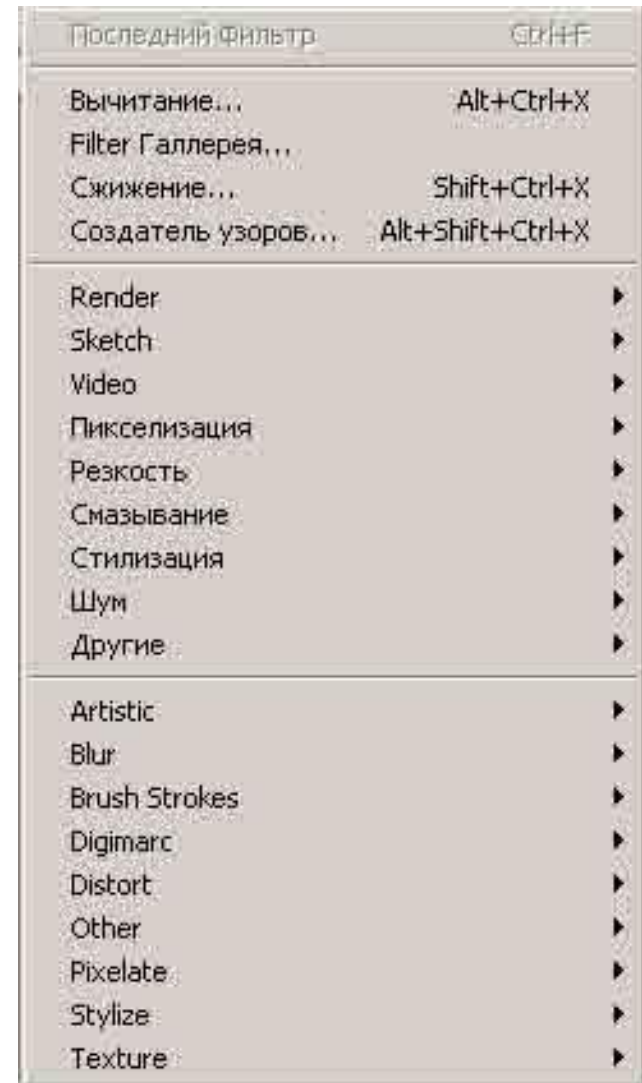 Последний Фильтр Ctrl+F
Вычитание... Alt+Ctrl+X
Filter Галлерея...
Сжижение... Shift+Ctrl+X
Создатель узоров... Alt+Shift+Ctrl+X
Render
Sketch
Video
Пикселизация
Резкость
Смазывание
Стилизация
Шум
Другие
Artistic
Blur
Brush Strokes
Digimarc
Distort
Other
Pixelate
Stylize
Texture